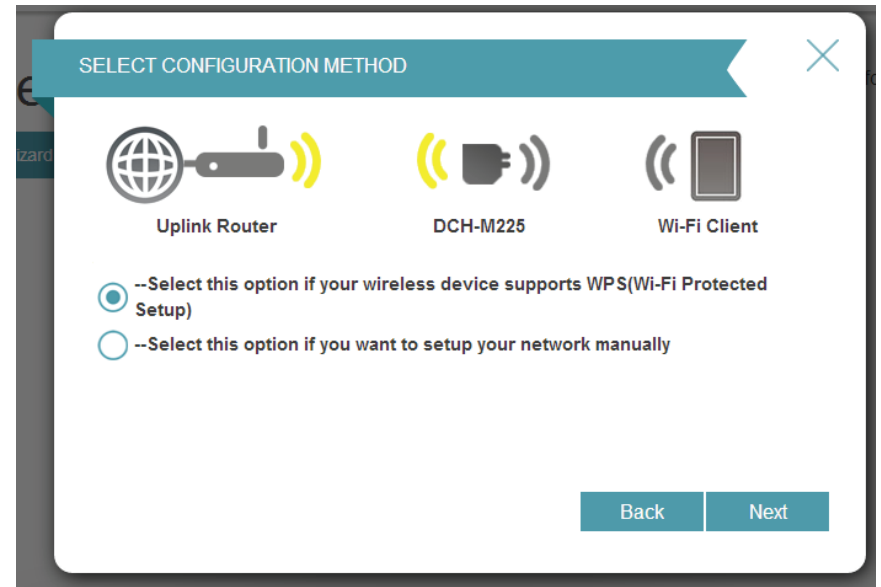 SELECT CONFIGURATION METHOD
izard
Uplink Router
DCH-M225
Wi-Fi Client
--Select this option if your wireless device supports WPS(Wi-Fi Protected
Setup)
--Select this option if you want to setup your network manually
Back
Next